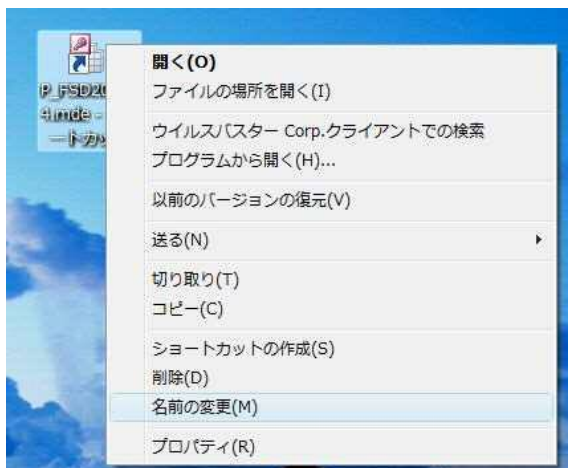 P_FSD20
4.mde -
ートカッ
開く(O)
ファイルの場所を開く(I)
ウイルスバスター Corp.クライアントでの検索
プログラムから開く(H)...
以前のバージョンの復元(V)
送る(N)
切り取り(T)
コピー(C)
ショートカットの作成(S)
削除(D)
名前の変更(M)
プロパティ(R)